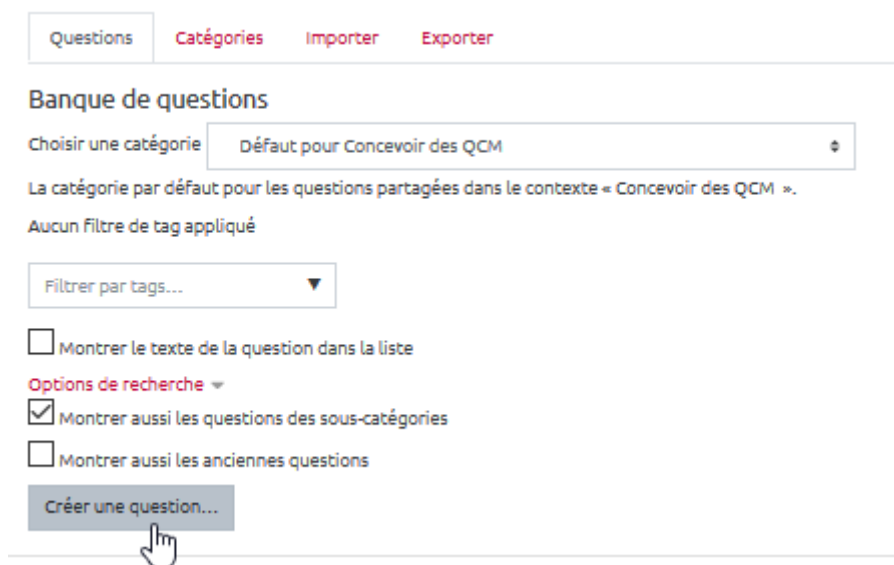 Questions Catégories Importer Exporter
Banque de questions
Choisir une catégorie Défaut pour Concevoir des QCM
La catégorie par défaut pour les questions partagées dans le contexte « Concevoir des QCM ».
Aucun filtre de tag appliqué
Filtrer par tags...
Montrer le texte de la question dans la liste
Options de recherche
Montrer aussi les questions des sous-catégories
Montrer aussi les anciennes questions
Créer une question...